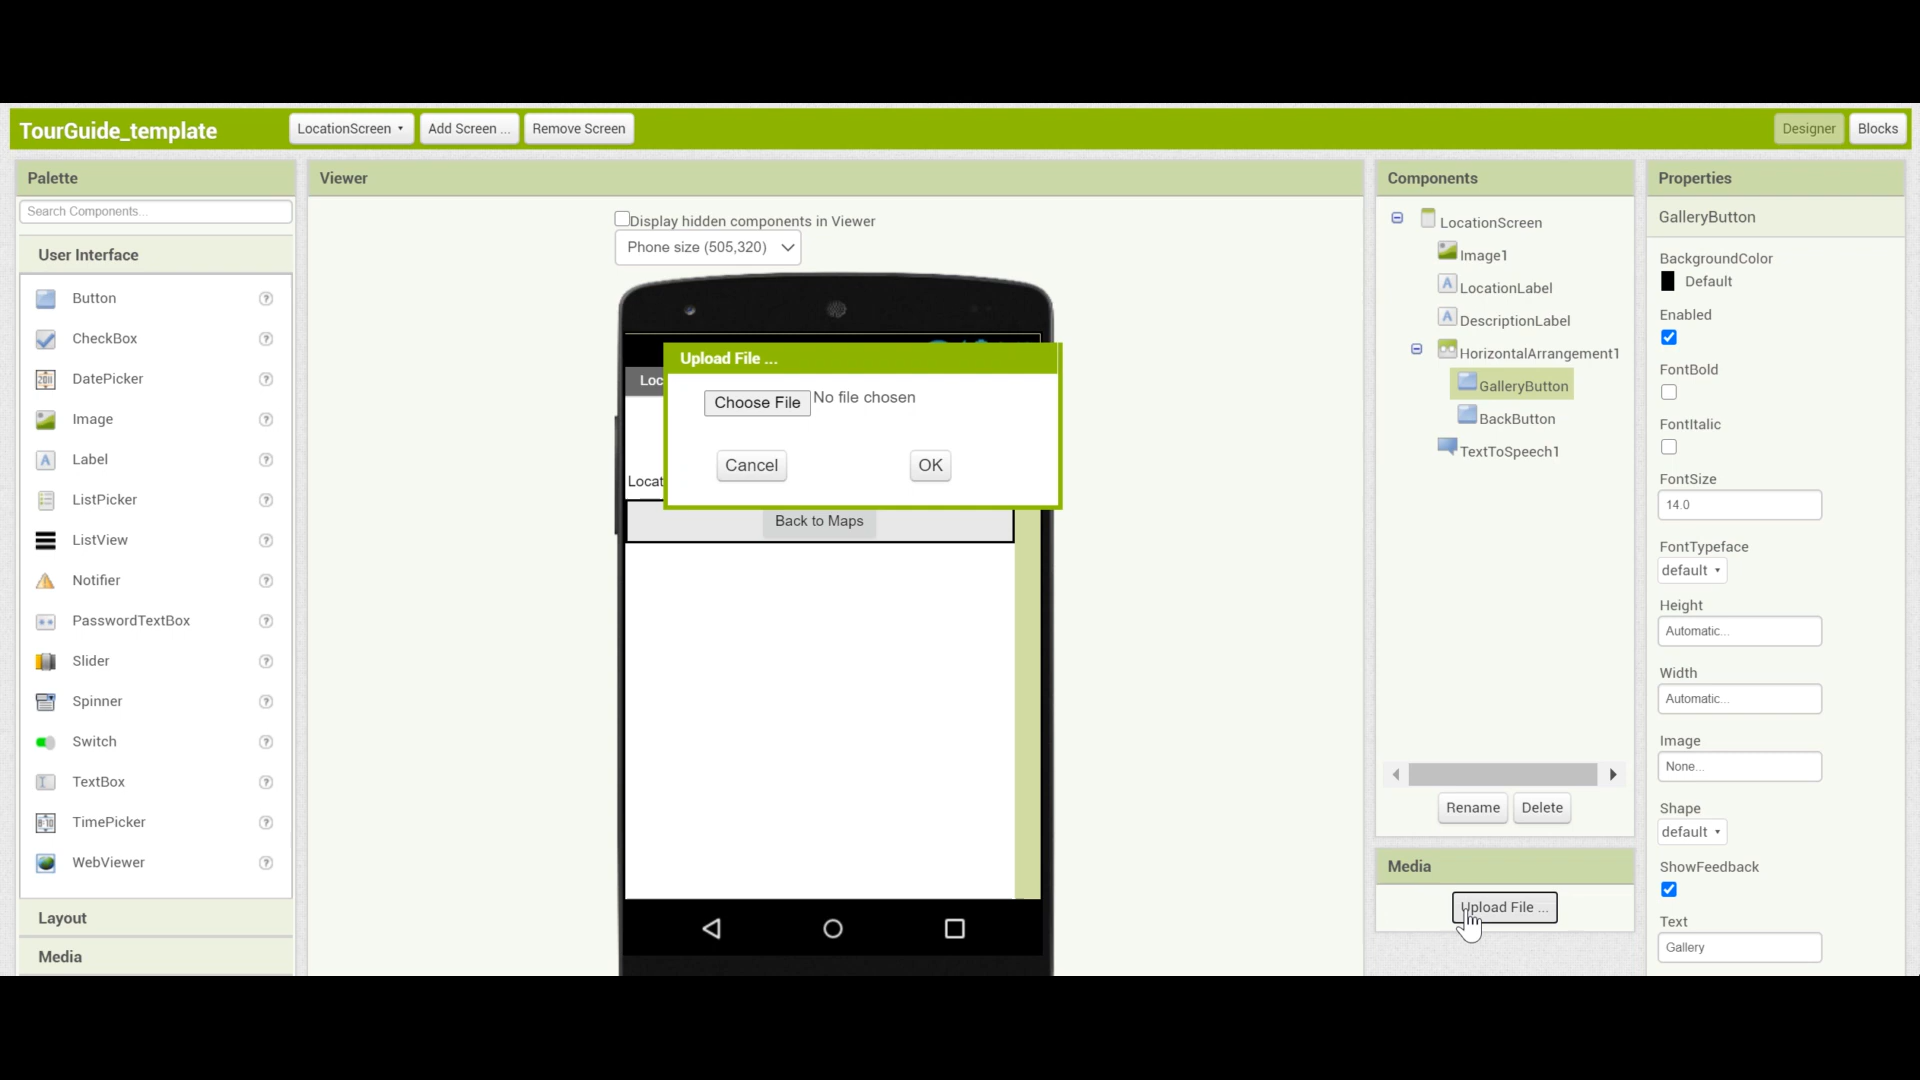 TourGuide_template
LocationScreen
Add Screen ...
Remove Screen
Designer
Blocks
Palette
Search Components...
User Interface
Button
CheckBox
DatePicker
Image
Label
ListPicker
ListView
Notifier
PasswordTextBox
Slider
Spinner
Switch
TextBox
TimePicker
WebViewer
Layout
Media
Viewer
Display hidden components in Viewer
Phone size (505,320)
Loc
Upload File ...
Choose File No file chosen
Cancel
OK
Locat
Back to Maps
Components
LocationScreen
Image1
LocationLabel
DescriptionLabel
HorizontalArrangement1
GalleryButton
BackButton
TextToSpeech1
Rename
Delete
Media
Upload File ...
Properties
GalleryButton
BackgroundColor
Default
Enabled
FontBold
FontItalic
FontSize
14.0
FontTypeface
default
Height
Automatic...
Width
Automatic...
Image
None...
Shape
default
ShowFeedback
Text
Gallery